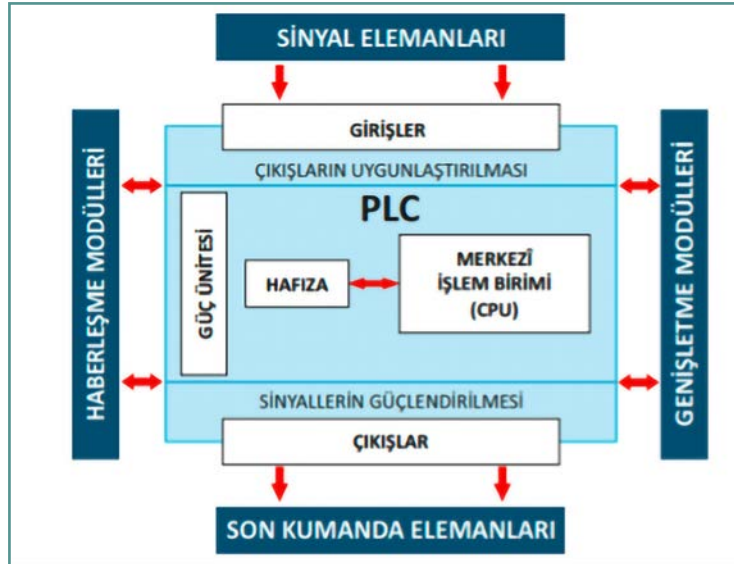 SİNYAL ELEMANLARI
GİRİŞLER
ÇIKIŞLARIN UYGUNLAŞTIRILMASI
PLC
HABERLEŞME MODÜLLERİ
GÜÇ ÜNİTESİ
HAFIZA
MERKEZÎ
İŞLEM BİRİMİ
(CPU)
GENİŞLETME MODÜLLERİ
SİNYALLERİN GÜÇLENDİRİLMESİ
ÇIKIŞLAR
SON KUMANDA ELEMANLARI